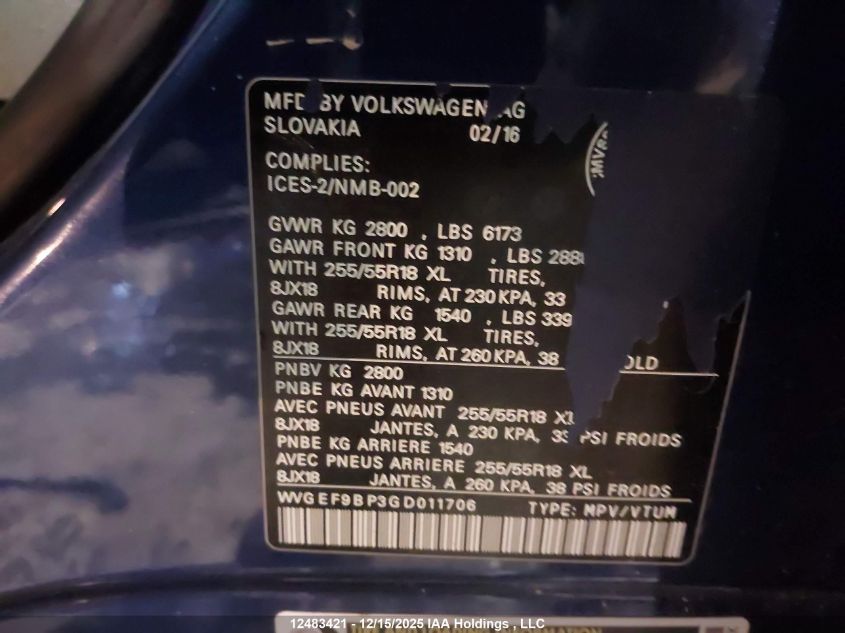 MFD BY VOLKSWAGEN AG
SLOVAKIA 02/16
COMPLIES:
ICES-2/NMB-002
GVWR KG 2800 , LBS 6173
GAWR FRONT KG 1310 , LBS 288
WITH 255/55R18 XL TIRES,
8JX18 RIMS, AT 230 KPA, 33
GAWR REAR KG 1540 , LBS 339
WITH 255/55R18 XL TIRES,
8JX18 RIMS, AT 260 KPA, 38 OLD
PNBV KG 2800
PNBE KG AVANT 1310
AVEC PNEUS AVANT 255/55R18 XL
8JX18 JANTES, A 230 KPA, 33 PSI FROIDS
PNBE KG ARRIERE 1540
AVEC PNEUS ARRIERE 255/55R18 XL
8JX18 JANTES, A 260 KPA, 38 PSI FROIDS
WVGEF9BP3GD011706 TYPE: MPV/VTUM
12483421 - 12/15/2025 IAA Holdings , LLC